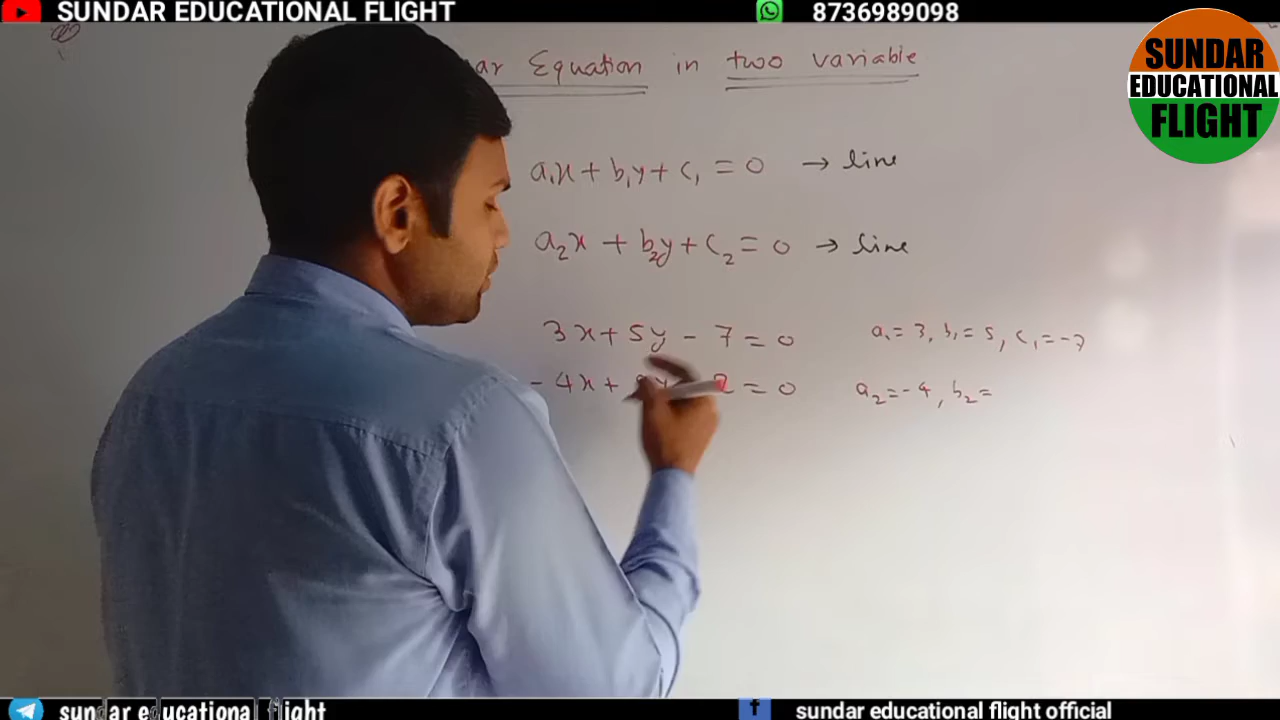 SUNDAR EDUCATIONAL FLIGHT
8736989098
SUNDAR
EDUCATIONAL
FLIGHT
ar Equation in two variable
a₁x + b₁y + c₁ = 0 → line
a₂x + b₂y + c₂ = 0 → line
3x + 5y - 7 = 0 a₁ = 3, b₁ = 5, c₁ = -7
- 4x + = 0 a₂ = -4, b₂ =
sundar educational flight
sundar educational flight official